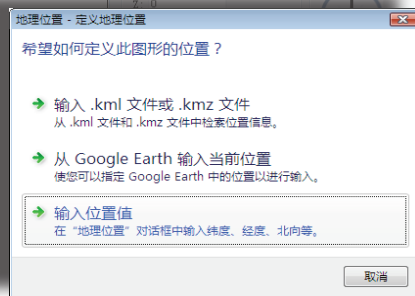 2.0
地理位置 - 定义地理位置
希望如何定义此图形的位置？
输入 .kml 文件或 .kmz 文件
从 .kml 文件和 .kmz 文件中检索位置信息。
从 Google Earth 输入当前位置
使您可以指定 Google Earth 中的位置以进行输入。
输入位置值
在“地理位置”对话框中输入纬度、经度、北向等。
取消